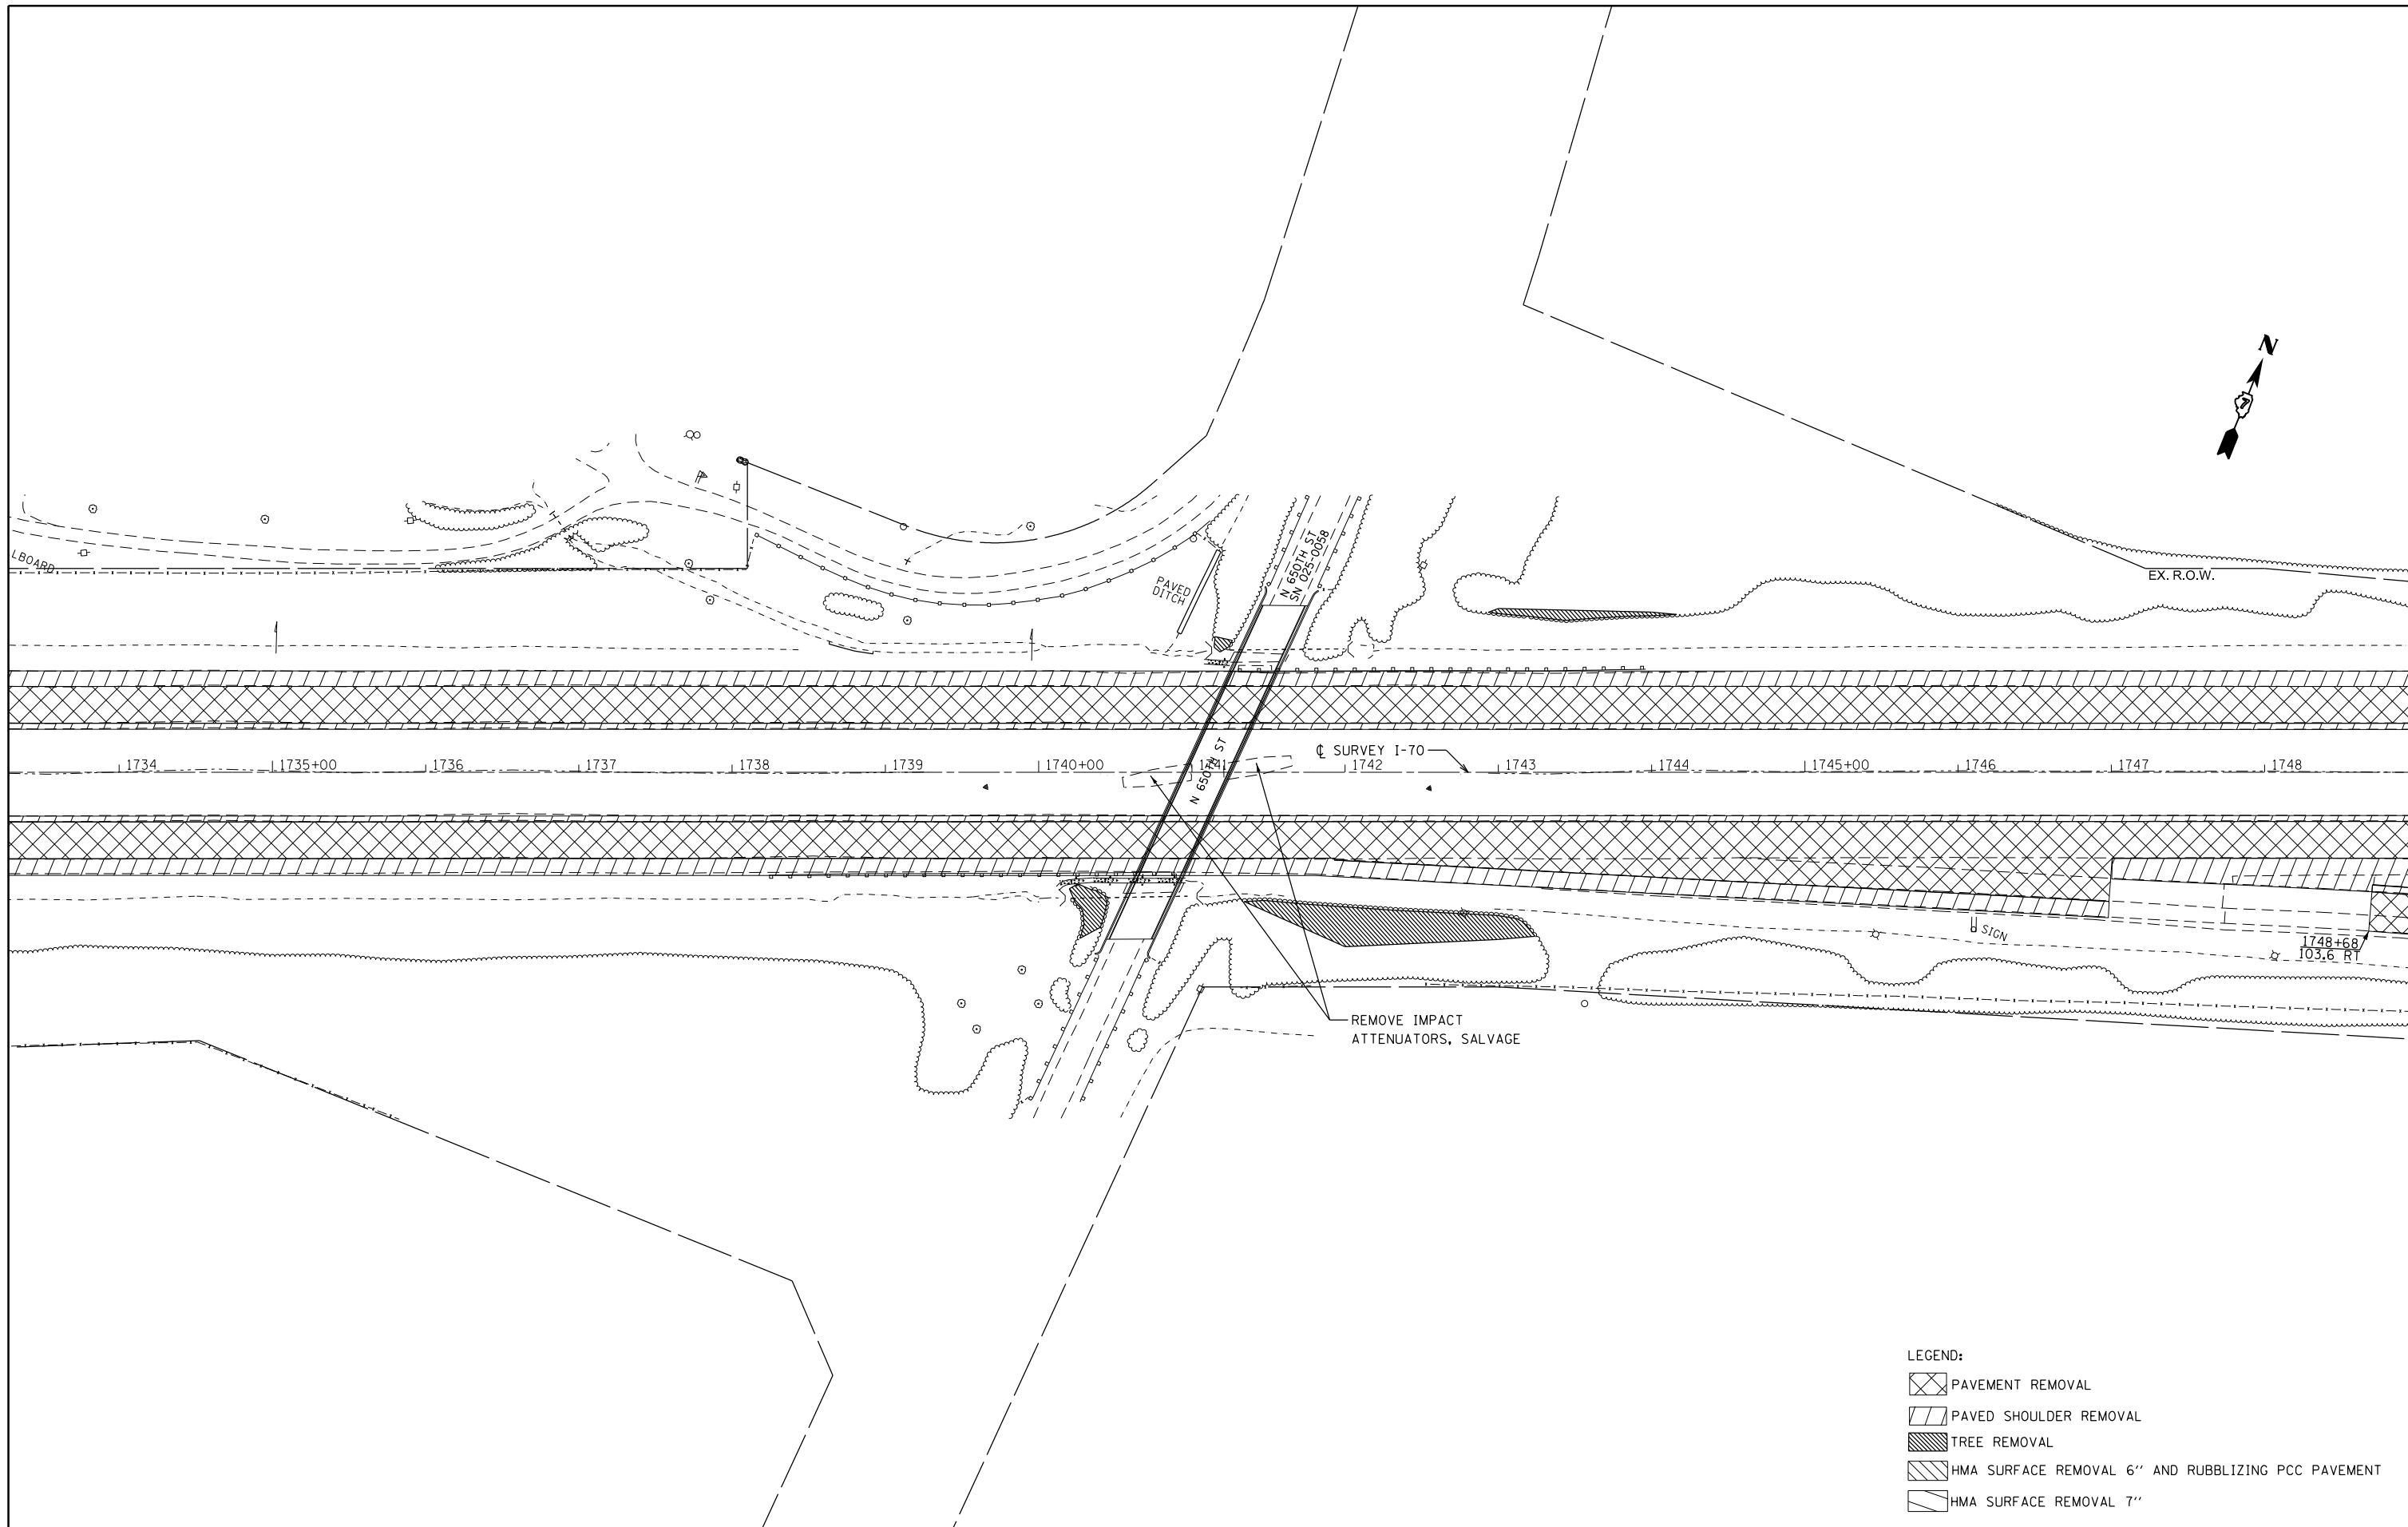 N
7
LBOARD
PAVED
DITCH
N 650TH ST
SN 025-0058
EX. R.O.W.
N 650TH ST
℄ SURVEY I-70
1734 1735+00 1736 1737 1738 1739 1740+00 1741 1742 1743 1744 1745+00 1746 1747 1748
SIGN
1748+68
103.6 RT
REMOVE IMPACT
ATTENUATORS, SALVAGE
LEGEND:
PAVEMENT REMOVAL
PAVED SHOULDER REMOVAL
TREE REMOVAL
HMA SURFACE REMOVAL 6'' AND RUBBLIZING PCC PAVEMENT
HMA SURFACE REMOVAL 7''